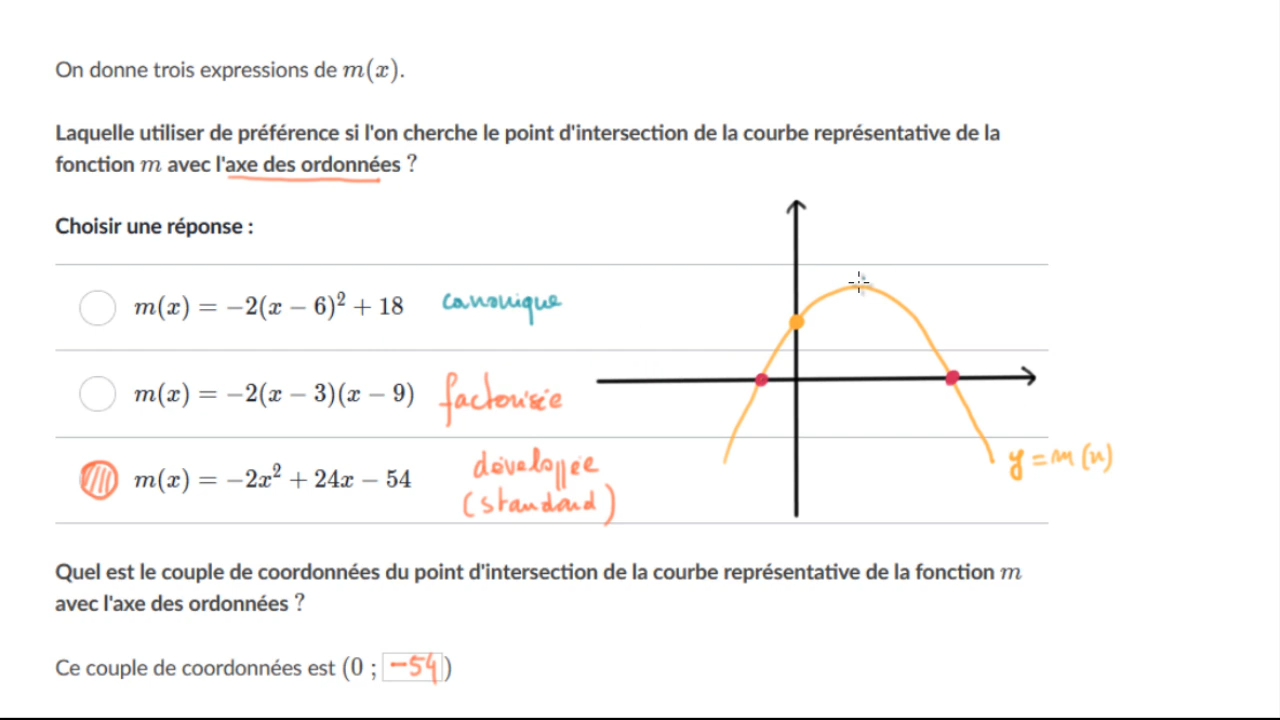 On donne trois expressions de m(x).
Laquelle utiliser de préférence si l'on cherche le point d'intersection de la courbe représentative de la
fonction m avec l'axe des ordonnées ?
Choisir une réponse :
m(x) = −2(x − 6)² + 18 canonique
m(x) = −2(x − 3)(x − 9) factorisée
m(x) = −2x² + 24x − 54 développée
(standard)
y = m(x)
Quel est le couple de coordonnées du point d'intersection de la courbe représentative de la fonction m
avec l'axe des ordonnées ?
Ce couple de coordonnées est (0 ; −54)